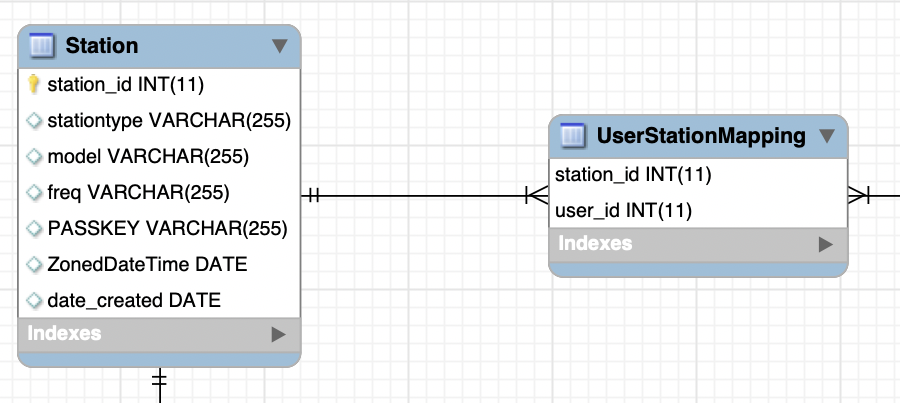 Station
station_id INT(11)
stationtype VARCHAR(255)
model VARCHAR(255)
freq VARCHAR(255)
PASSKEY VARCHAR(255)
ZonedDateTime DATE
date_created DATE
Indexes
UserStationMapping
station_id INT(11)
user_id INT(11)
Indexes